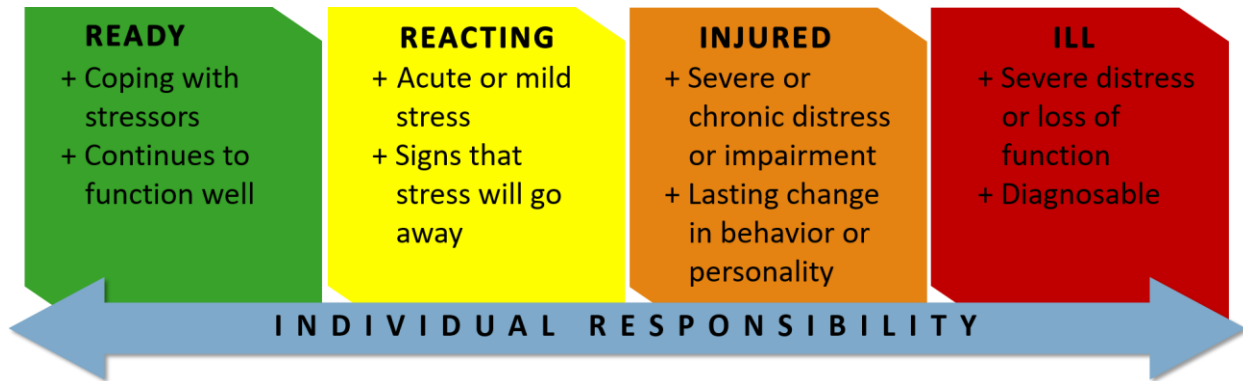 READY
+ Coping with
stressors
+ Continues to
function well
REACTING
+ Acute or mild
stress
+ Signs that
stress will go
away
INJURED
+ Severe or
chronic distress
or impairment
+ Lasting change
in behavior or
personality
ILL
+ Severe distress
or loss of
function
+ Diagnosable
INDIVIDUAL RESPONSIBILITY